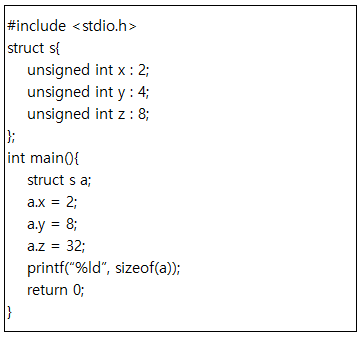 #include <stdio.h>
struct s{
unsigned int x : 2;
unsigned int y : 4;
unsigned int z : 8;
};
int main(){
struct s a;
a.x = 2;
a.y = 8;
a.z = 32;
printf(“%ld”, sizeof(a));
return 0;
}